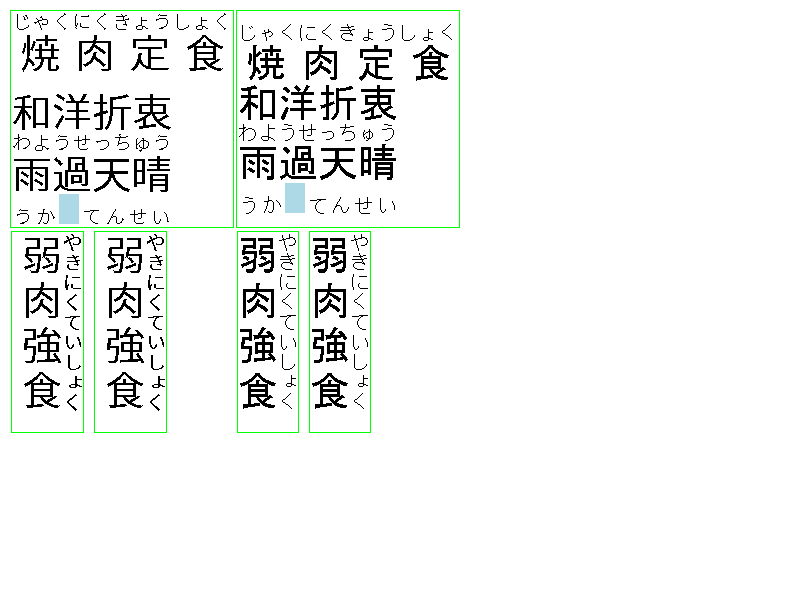 じゃくにくきょうしょく
焼肉定食
和洋折衷
わようせっちゅう
雨過天晴
うか てんせい
じゃくにくきょうしょく
焼肉定食
和洋折衷
わようせっちゅう
雨過天晴
うか てんせい
弱肉強食
やきにくていしょく
弱肉強食
やきにくていしょく
弱肉強食
やきにくていしょく
弱肉強食
やきにくていしょく